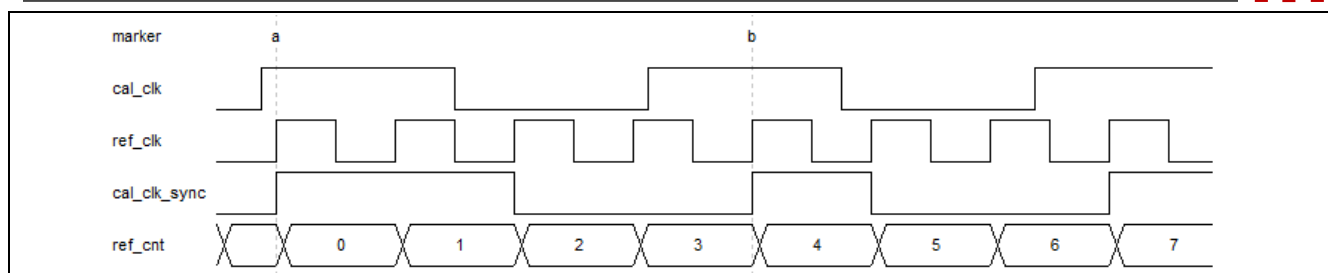 marker a b
cal_clk
ref_clk
cal_clk_sync
ref_cnt 0 1 2 3 4 5 6 7